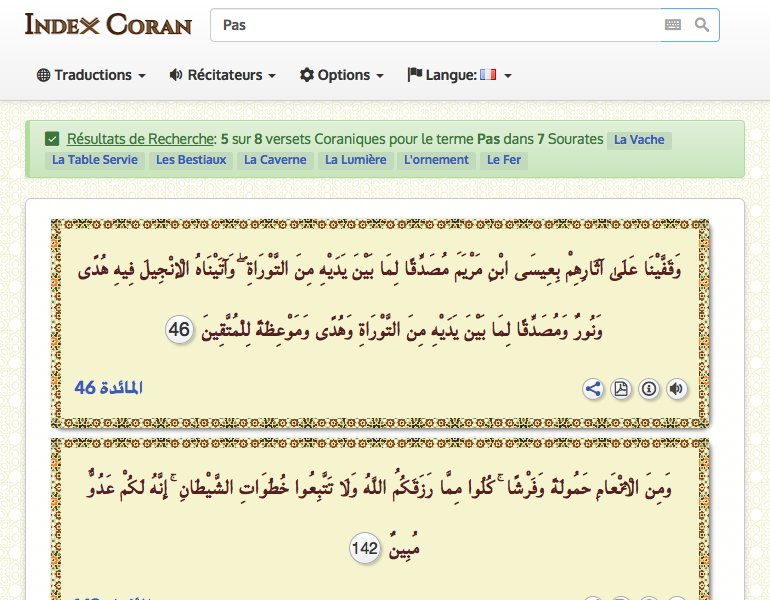 INDEX CORAN
Pas
Traductions Récitateurs Options Langue:
Résultats de Recherche: 5 sur 8 versets Coraniques pour le terme Pas dans 7 Sourates La Vache
La Table Servie Les Bestiaux La Caverne La Lumière L'ornement Le Fer
وَقَفَّيْنَا عَلَىٰ آثَارِهِمْ بِعِيسَى ابْنِ مَرْيَمَ مُصَدِّقًا لِمَا بَيْنَ يَدَيْهِ مِنَ التَّوْرَاةِ ۖ وَآتَيْنَاهُ الْإِنْجِيلَ فِيهِ هُدًى
وَنُورٌ وَمُصَدِّقًا لِمَا بَيْنَ يَدَيْهِ مِنَ التَّوْرَاةِ وَهُدًى وَمَوْعِظَةً لِلْمُتَّقِينَ 46
المائدة 46
وَمِنَ الْأَنْعَامِ حَمُولَةً وَفَرْشًا ۚ كُلُوا مِمَّا رَزَقَكُمُ اللَّهُ وَلَا تَتَّبِعُوا خُطُوَاتِ الشَّيْطَانِ ۚ إِنَّهُ لَكُمْ عَدُوٌّ
مُبِينٌ 142